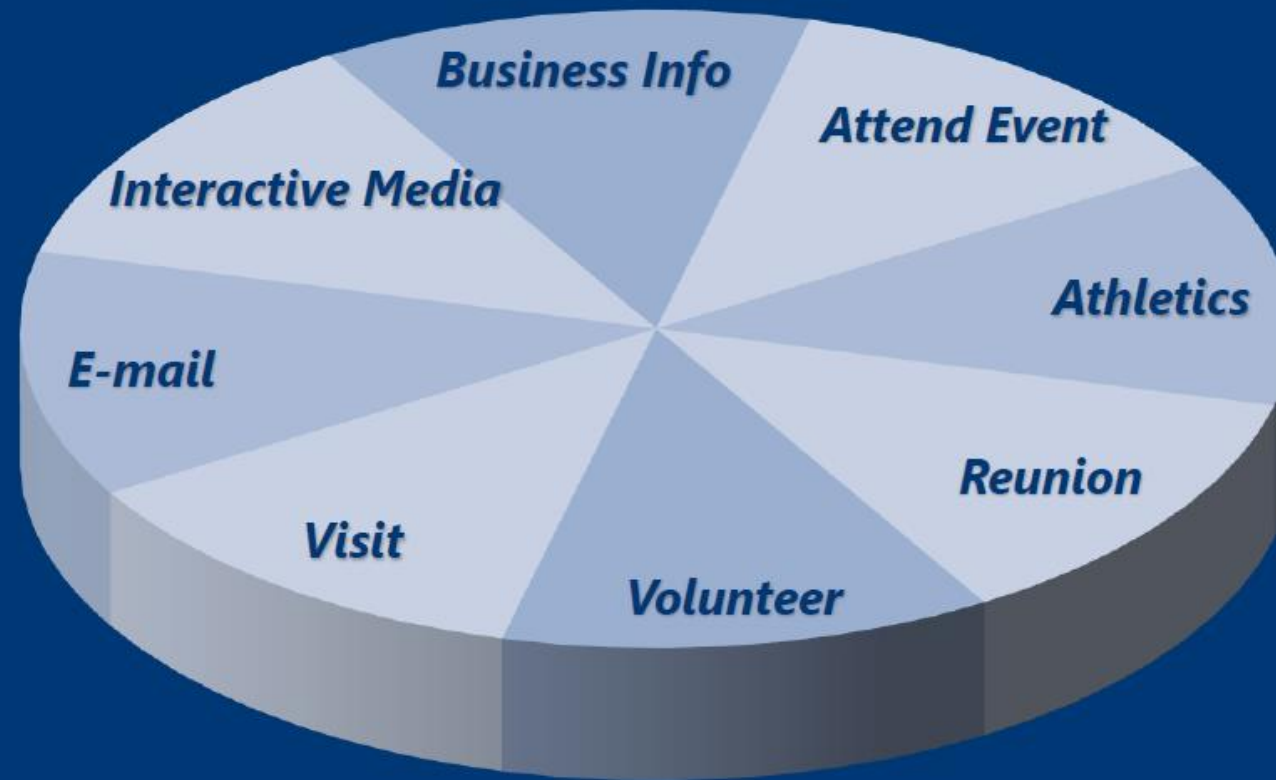 Business Info
Attend Event
Interactive Media
Athletics
E-mail
Reunion
Visit
Volunteer